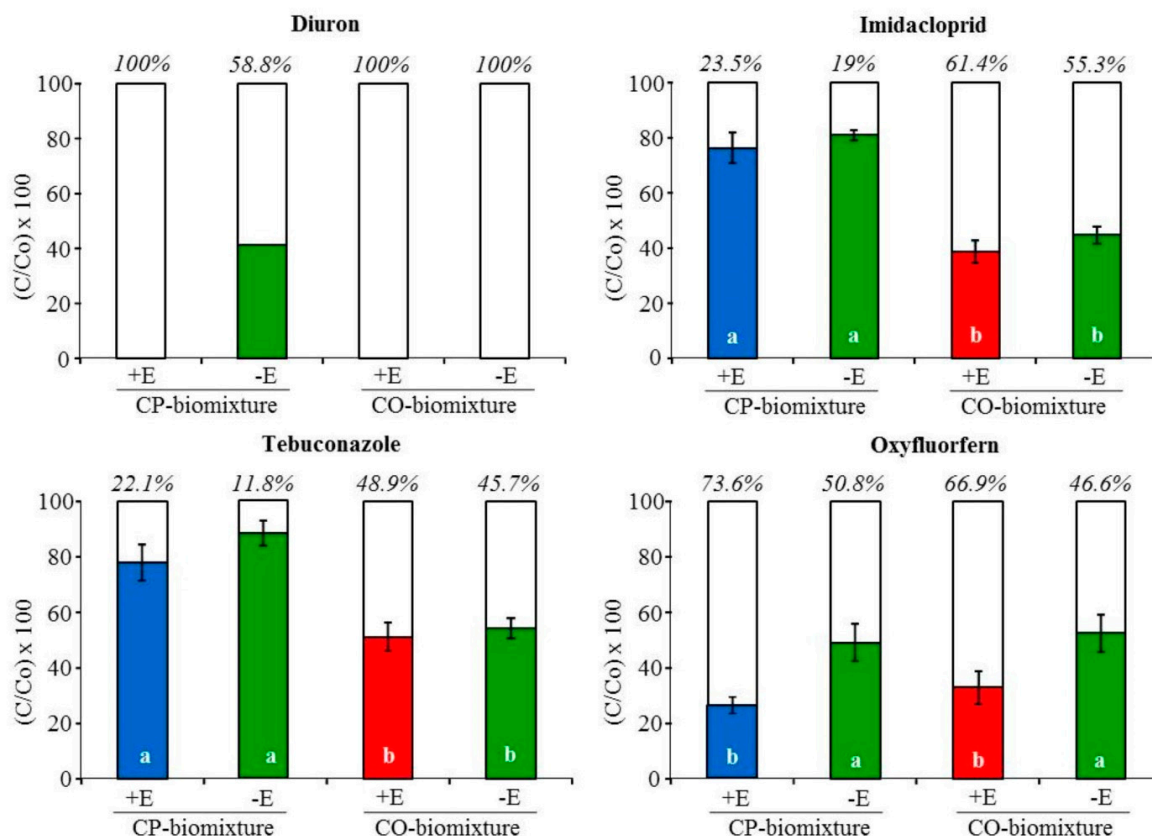 Diuron
100% 58.8% 100% 100%
100
80
60
40
20
0
(C/Co) x 100
+E -E +E -E
CP-biomixture CO-biomixture
Imidacloprid
23.5% 19% 61.4% 55.3%
100
80
60
40
20
0
(C/Co) x 100
a a b b
+E -E +E -E
CP-biomixture CO-biomixture
Tebuconazole
22.1% 11.8% 48.9% 45.7%
100
80
60
40
20
0
(C/Co) x 100
a a b b
+E -E +E -E
CP-biomixture CO-biomixture
Oxyfluorfern
73.6% 50.8% 66.9% 46.6%
100
80
60
40
20
0
(C/Co) x 100
b a b a
+E -E +E -E
CP-biomixture CO-biomixture